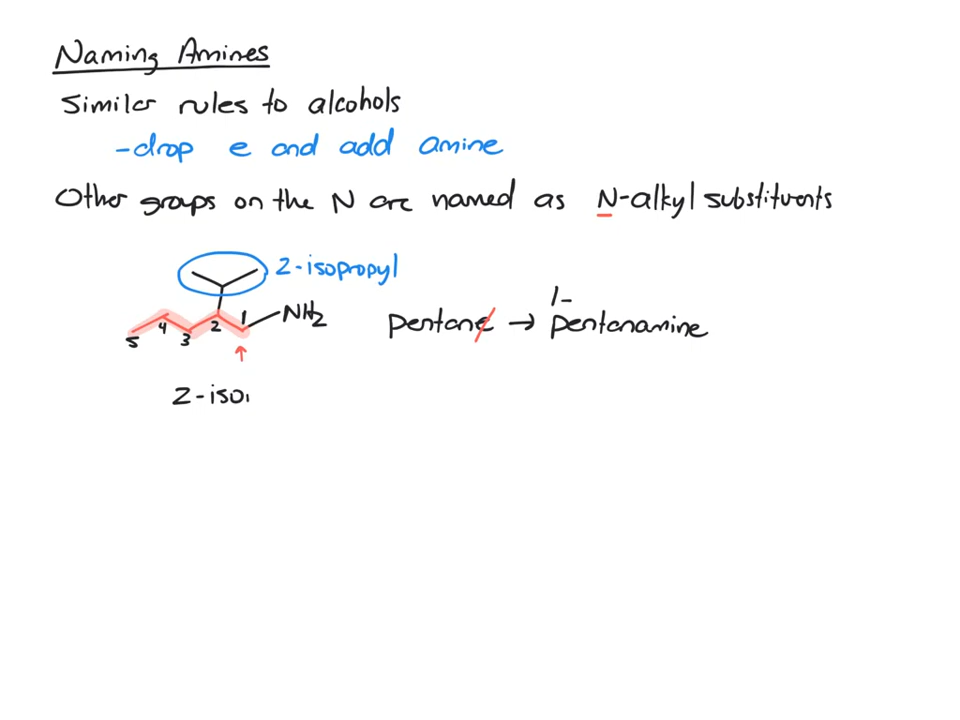 Naming Amines
Similar rules to alcohols
-drop e and add amine
Other groups on the N are named as N-alkyl substituents
2-isopropyl
1-
NH2
pentane → pentanamine
5 4 3 2 1
2-iso